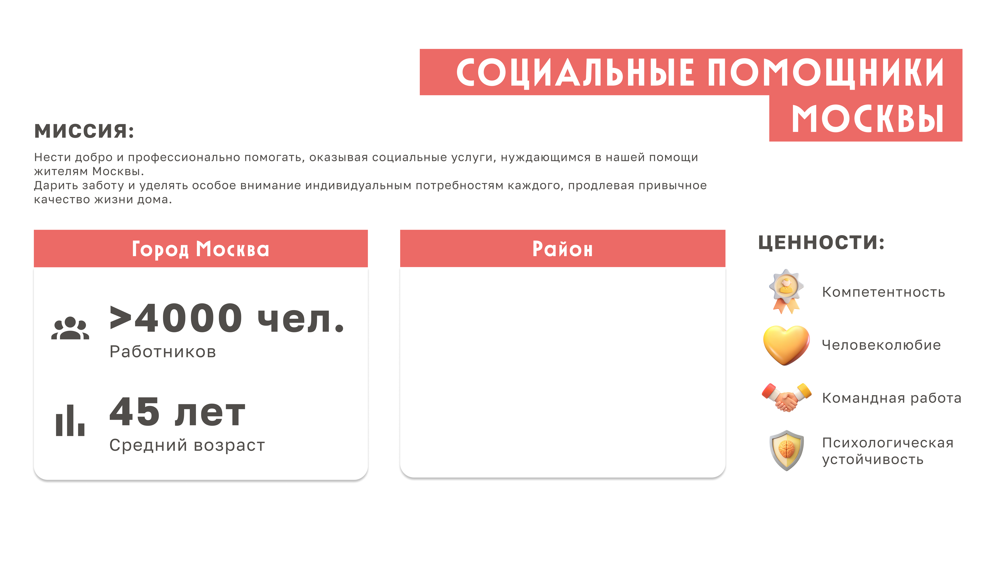 СОЦИАЛЬНЫЕ ПОМОЩНИКИ
МОСКВЫ
МИССИЯ:
Нести добро и профессионально помогать, оказывая социальные услуги, нуждающимся в нашей помощи
жителям Москвы.
Дарить заботу и уделять особое внимание индивидуальным потребностям каждого, продлевая привычное
качество жизни дома.
Город Москва
>4000 чел.
Работников
45 лет
Средний возраст
Район
ЦЕННОСТИ:
Компетентность
Человеколюбие
Командная работа
Психологическая
устойчивость